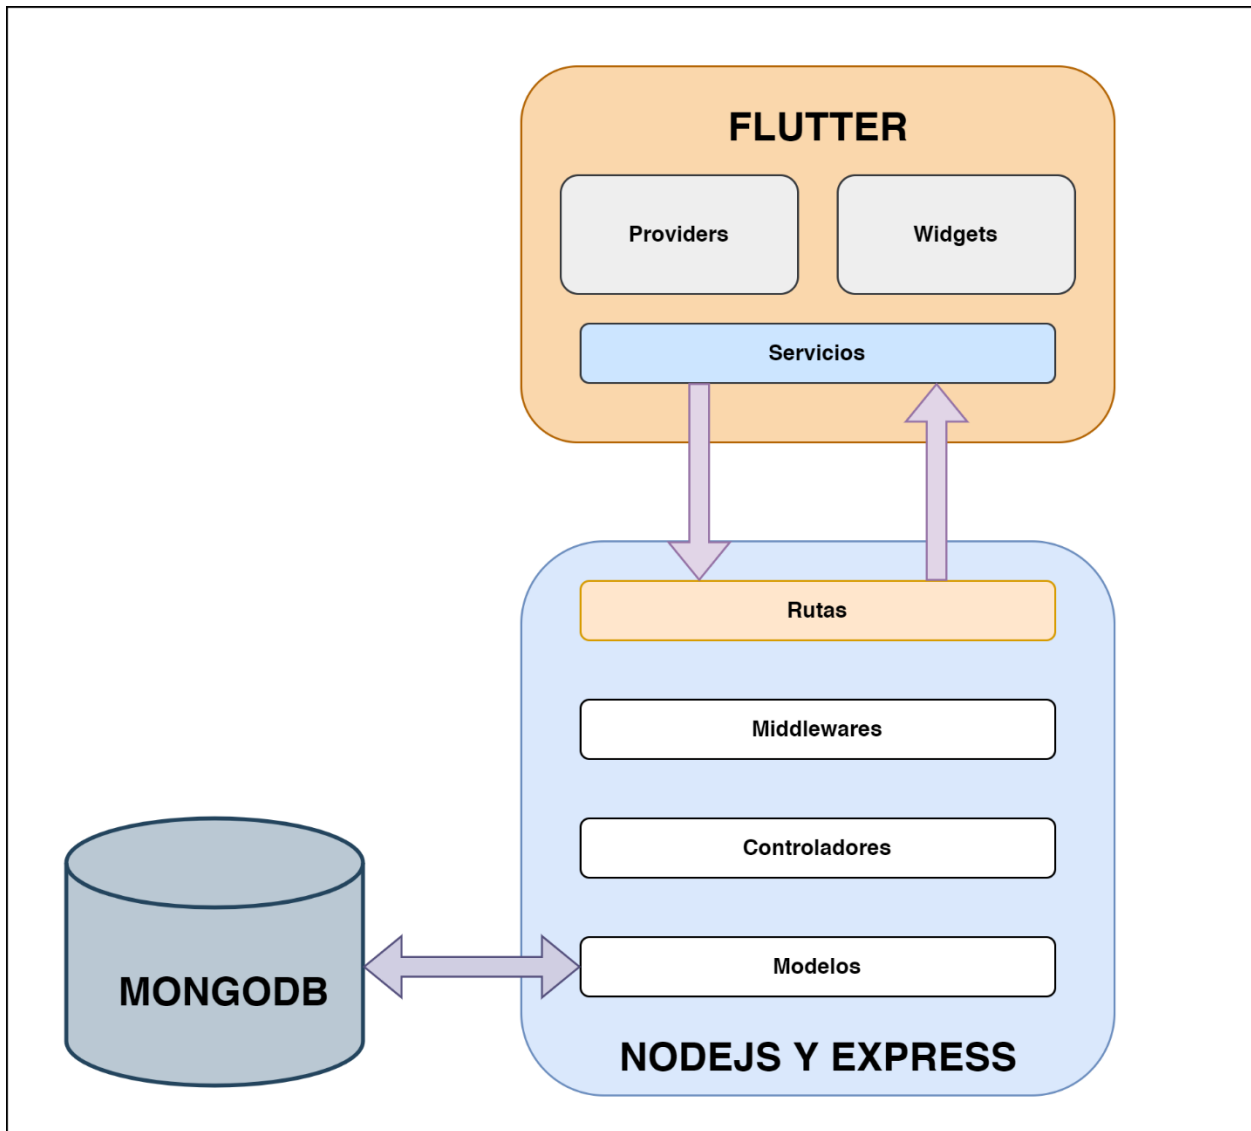 FLUTTER
Providers
Widgets
Servicios
Rutas
Middlewares
Controladores
Modelos
MONGODB
NODEJS Y EXPRESS